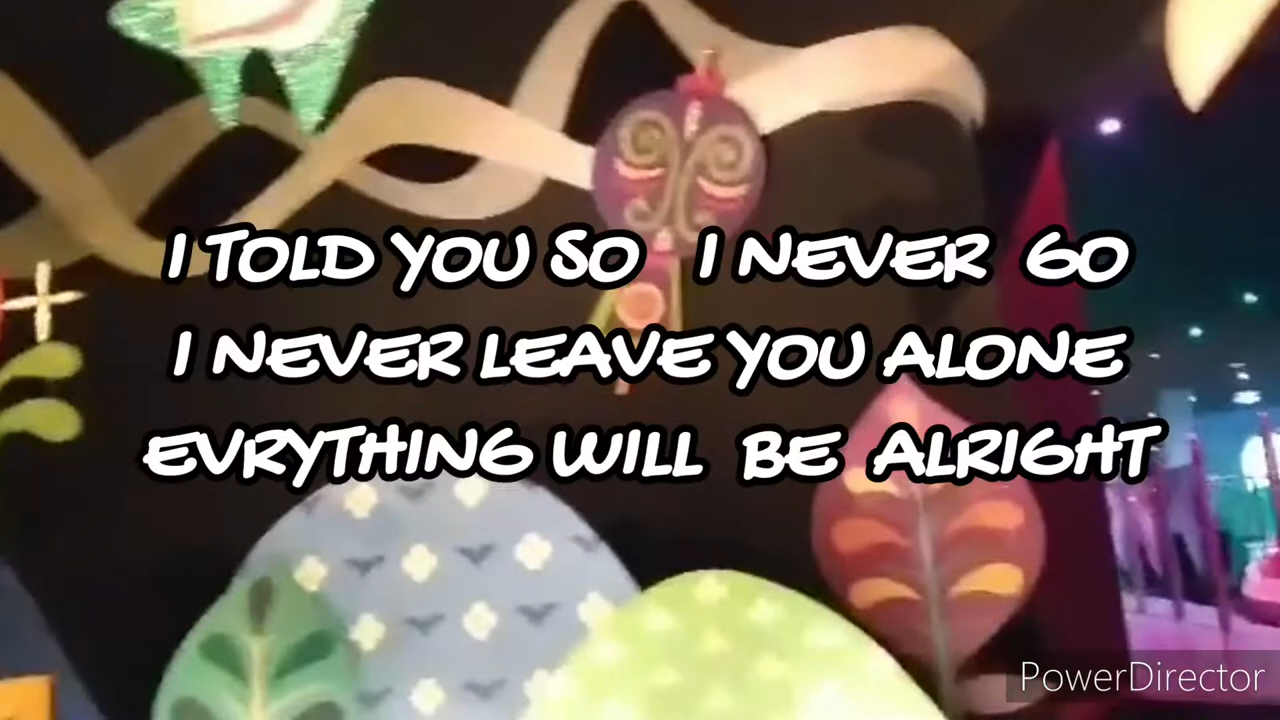 I TOLD YOU SO I NEVER GO
I NEVER LEAVE YOU ALONE
EVRYTHING WILL BE ALRIGHT
PowerDirector